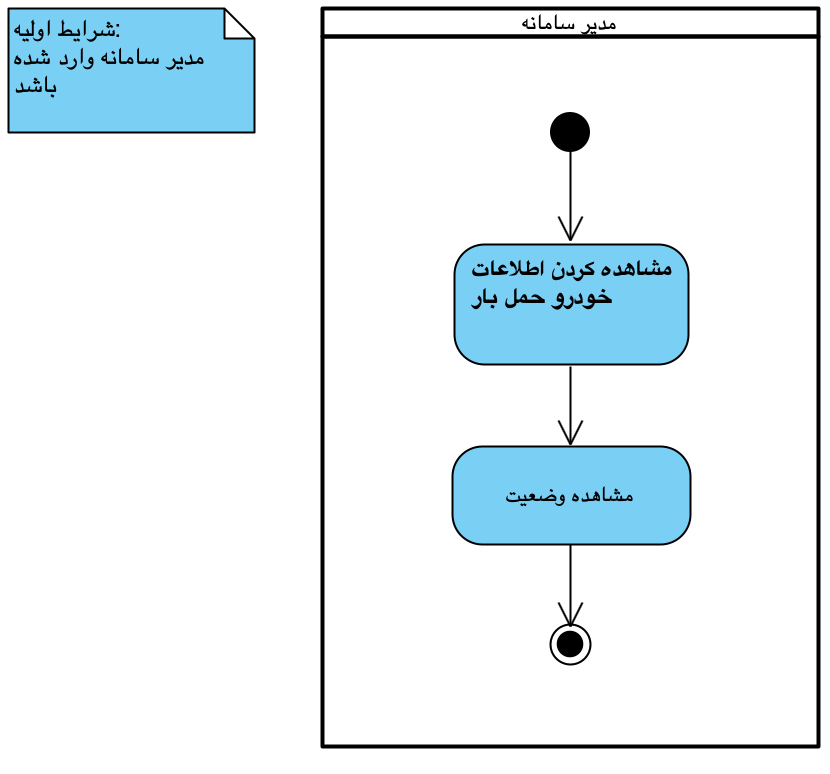 شرایط اولیه:
مدیر سامانه وارد شده
باشد
مدیر سامانه
مشاهده کردن اطلاعات
خودرو حمل بار
مشاهده وضعیت